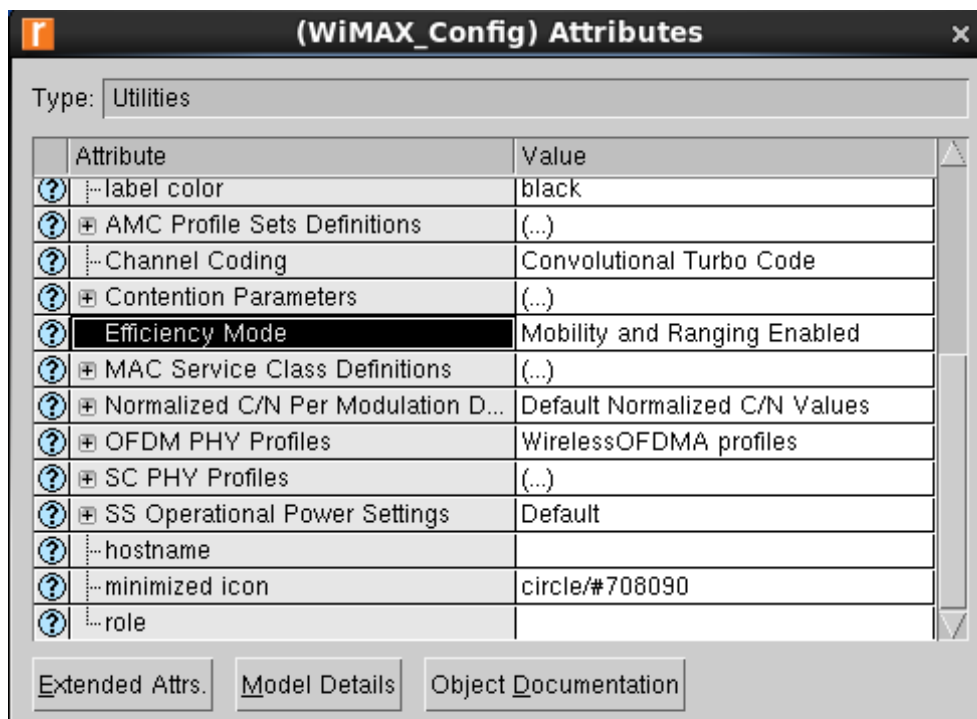 r (WiMAX_Config) Attributes ×
Type: Utilities
Attribute Value
? label color black
? AMC Profile Sets Definitions (...)
? Channel Coding Convolutional Turbo Code
? Contention Parameters (...)
? Efficiency Mode Mobility and Ranging Enabled
? MAC Service Class Definitions (...)
? Normalized C/N Per Modulation D... Default Normalized C/N Values
? OFDM PHY Profiles WirelessOFDMA profiles
? SC PHY Profiles (...)
? SS Operational Power Settings Default
? hostname
? minimized icon circle/#708090
? role
Extended Attrs. Model Details Object Documentation